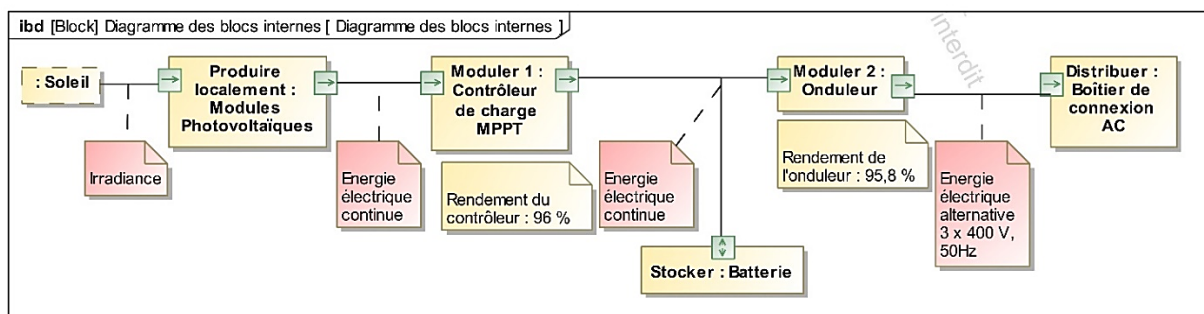 ibd [Block] Diagramme des blocs internes [ Diagramme des blocs internes ]
interdit
: Soleil
Produire
localement :
Modules
Photovoltaïques
Moduler 1 :
Contrôleur
de charge
MPPT
Moduler 2 :
Onduleur
Distribuer :
Boîtier de
connexion
AC
Irradiance
Energie
électrique
continue
Rendement du
contrôleur : 96 %
Energie
électrique
continue
Rendement de
l'onduleur : 95,8 %
Energie
électrique
alternative
3 x 400 V,
50Hz
Stocker : Batterie